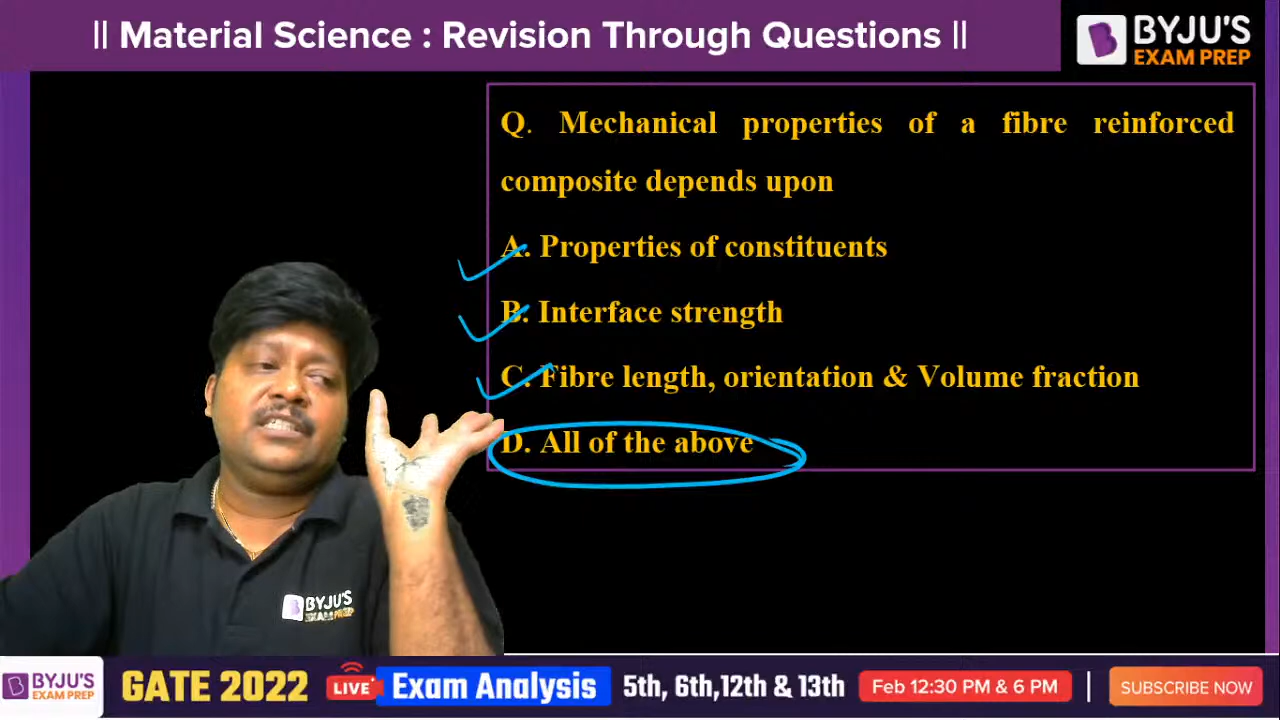 || Material Science : Revision Through Questions ||
BYJU'S
EXAM PREP
Q. Mechanical properties of a fibre reinforced
composite depends upon
A. Properties of constituents
B. Interface strength
C. Fibre length, orientation & Volume fraction
D. All of the above
BYJU'S
EXAM PREP
BYJU'S
EXAM PREP
GATE 2022
LIVE
Exam Analysis
5th, 6th,12th & 13th
Feb 12:30 PM & 6 PM
SUBSCRIBE NOW